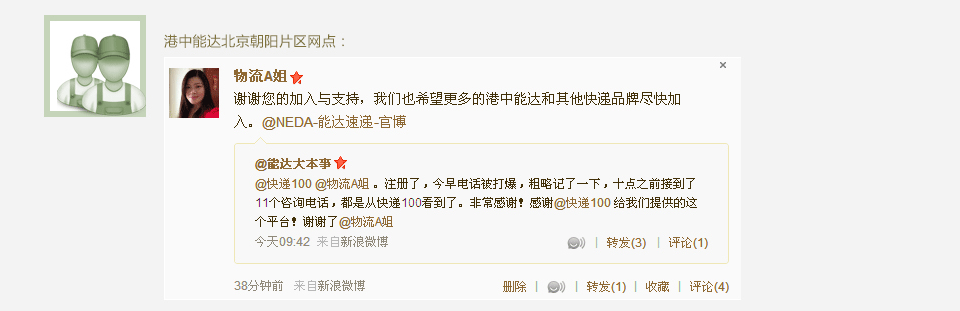 港中能达北京朝阳片区网点：
物流A姐
谢谢您的加入与支持，我们也希望更多的港中能达和其他快递品牌尽快加
入。@NEDA-能达速递-官博
@能达大本事
@快递100 @物流A姐 。注册了，今早电话被打爆，粗略记了一下，十点之前接到了
11个咨询电话，都是从快递100看到了。非常感谢！感谢@快递100 给我们提供的这
个平台！谢谢了@物流A姐
今天09:42 来自新浪微博 | 转发(3) | 评论(1)
38分钟前 来自新浪微博 删除 | | 转发(1) | 收藏 | 评论(4)